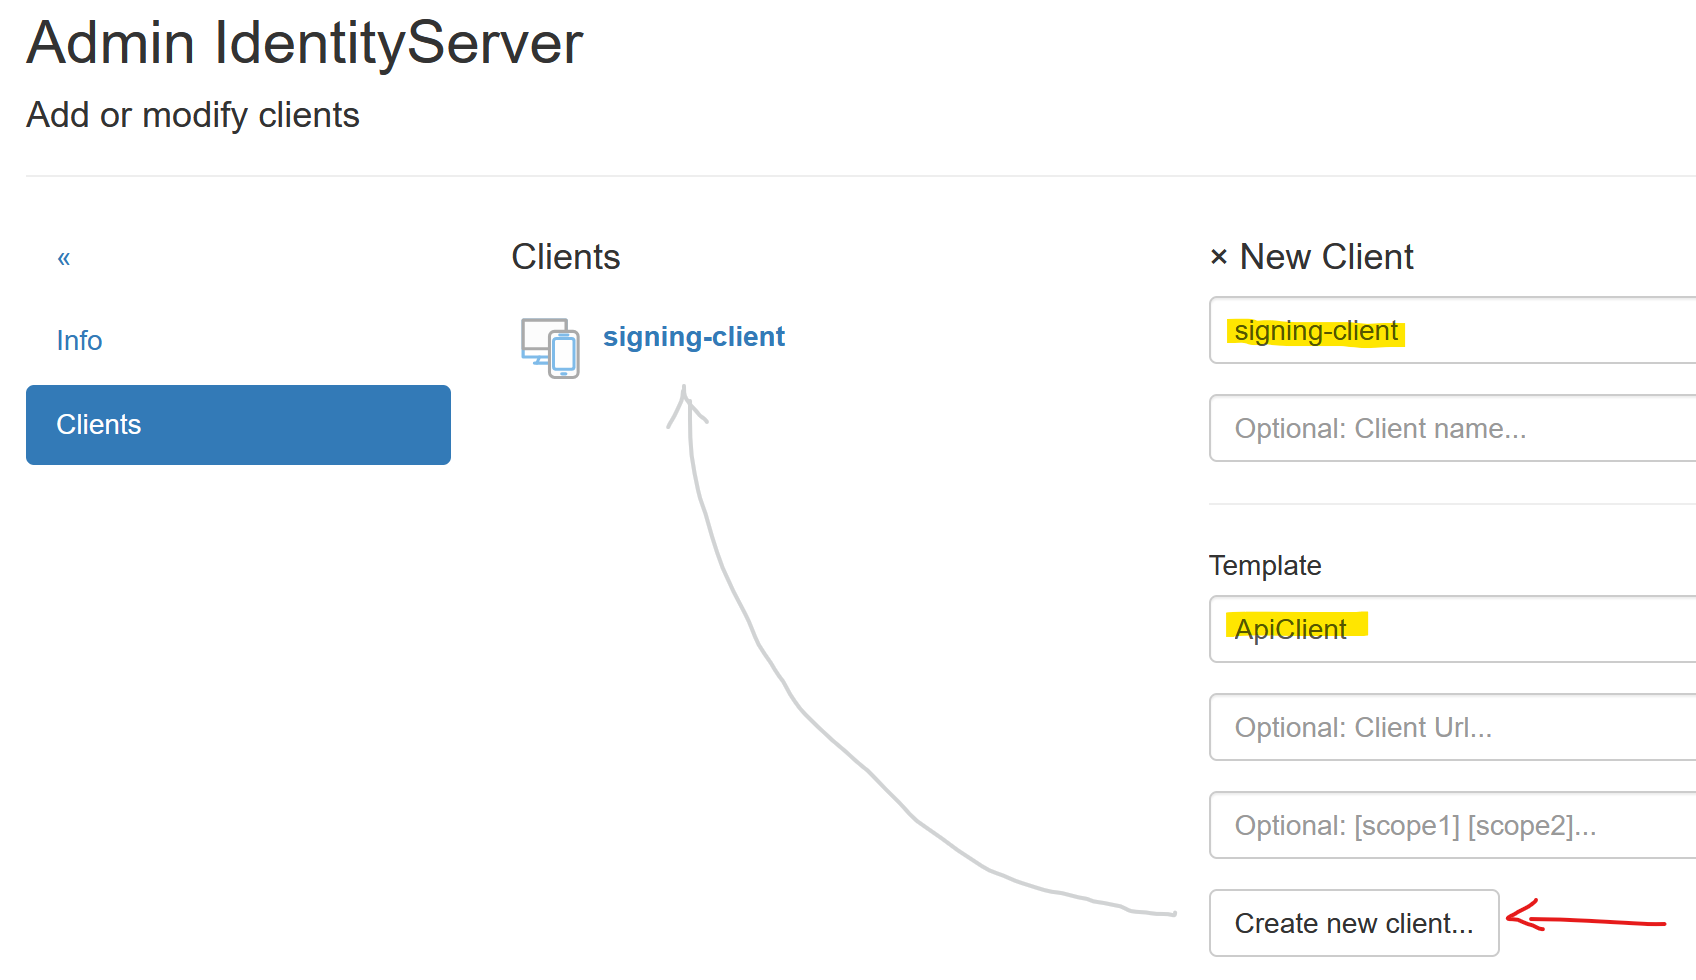 Admin IdentityServer
Add or modify clients
«
Info
Clients
Clients
signing-client
× New Client
signing-client
Optional: Client name...
Template
ApiClient
Optional: Client Url...
Optional: [scope1] [scope2]...
Create new client...